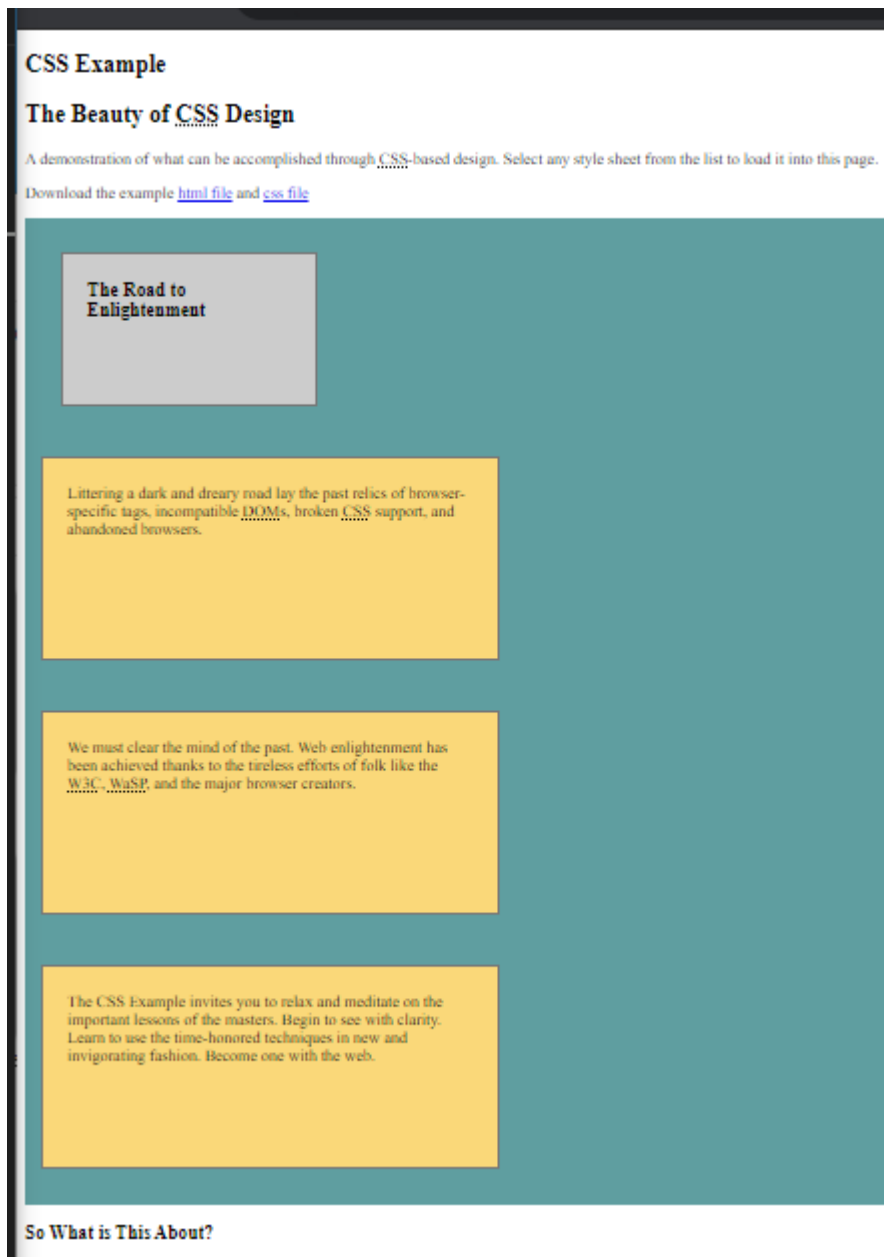 CSS Example
The Beauty of CSS Design
A demonstration of what can be accomplished through CSS-based design. Select any style sheet from the list to load it into this page.
Download the example html file and css file
The Road to
Enlightenment
Littering a dark and dreary road lay the past relics of browser-
specific tags, incompatible DOMs, broken CSS support, and
abandoned browsers.
We must clear the mind of the past. Web enlightenment has
been achieved thanks to the tireless efforts of folk like the
W3C, WaSP, and the major browser creators.
The CSS Example invites you to relax and meditate on the
important lessons of the masters. Begin to see with clarity.
Learn to use the time-honored techniques in new and
invigorating fashion. Become one with the web.
So What is This About?